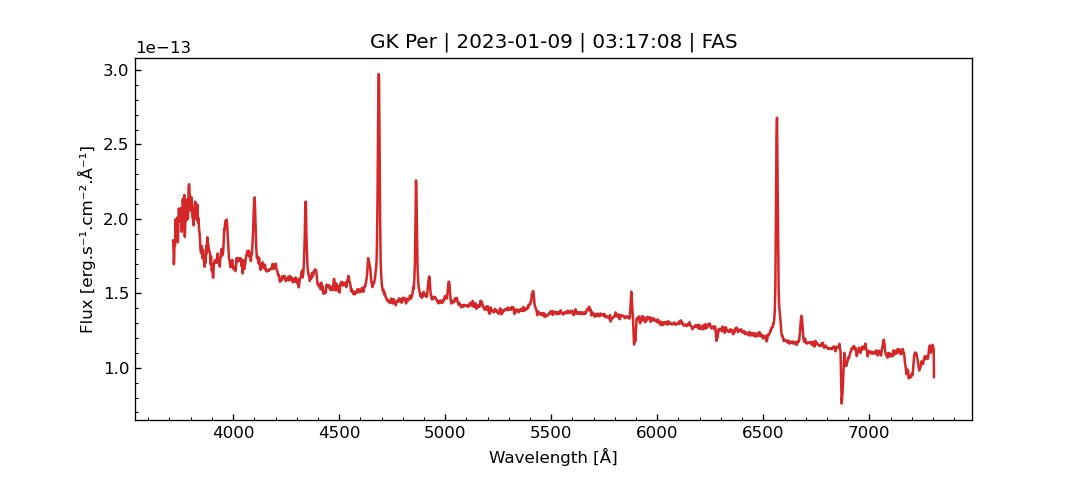 GK Per | 2023-01-09 | 03:17:08 | FAS
1e−13
3.0
2.5
2.0
1.5
1.0
Flux [erg.s⁻¹.cm⁻².Å⁻¹]
4000 4500 5000 5500 6000 6500 7000
Wavelength [Å]